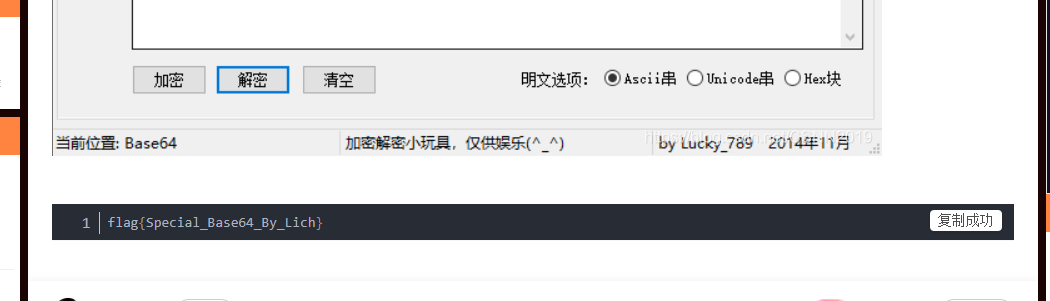 加密 解密 清空 明文选项： Ascii串 Unicode串 Hex块
当前位置: Base64 加密解密小玩具，仅供娱乐(^_^) by Lucky_789 2014年11月
1 flag{Special_Base64_By_Lich} 复制成功